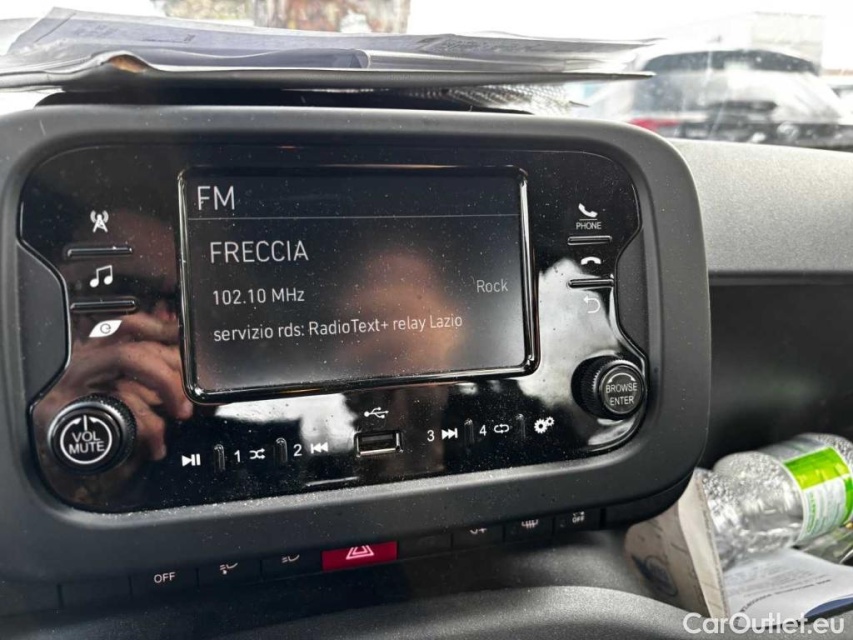 FM
FRECCIA
102.10 MHz
Rock
servizio rds: RadioText+ relay Lazio
PHONE
VOL
MUTE
BROWSE
ENTER
1
2
3
4
OFF
OFF
CarOutlet.eu